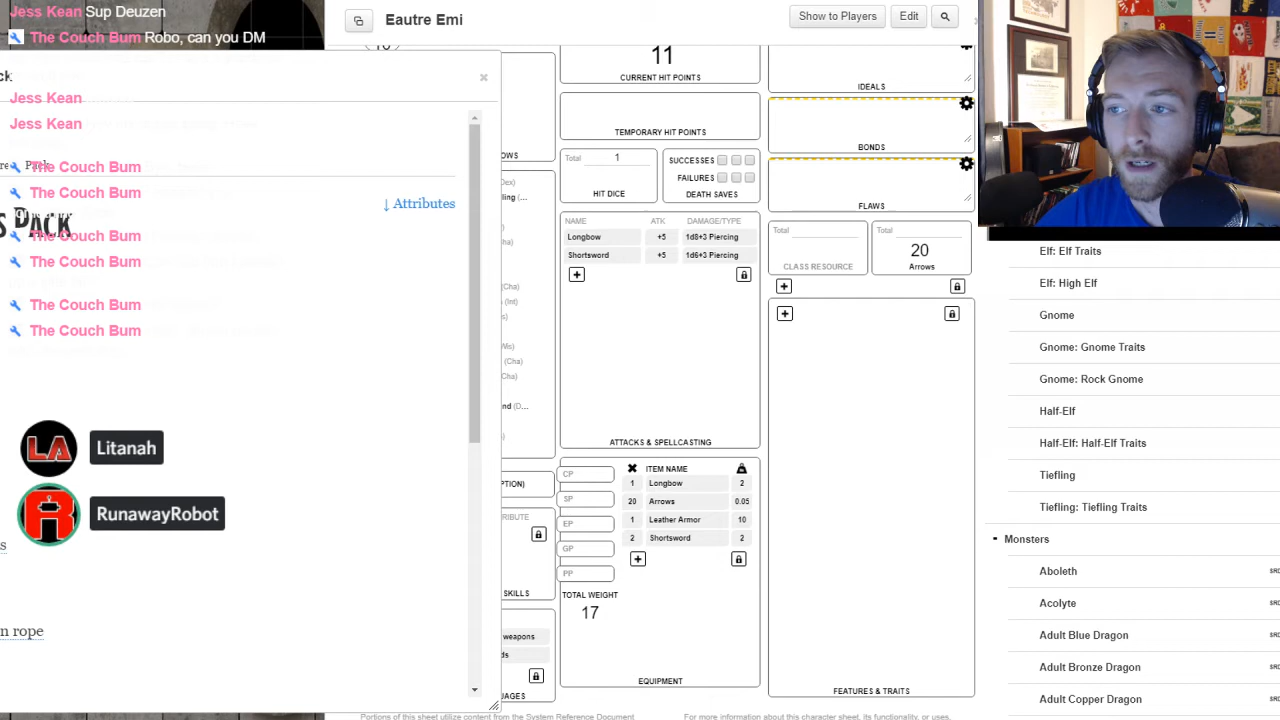 Jess Kean Sup Deuzen
The Couch Bum Robo, can you DM
Jess Kean
Jess Kean
The Couch Bum
The Couch Bum
Pack
↓ Attributes
S PACK
The Couch Bum
The Couch Bum
The Couch Bum
The Couch Bum
LA Litanah
R RunawayRobot
n rope
Eautre Emi
Show to Players
Edit
11
CURRENT HIT POINTS
TEMPORARY HIT POINTS
Total 1
HIT DICE
SUCCESSES
FAILURES
DEATH SAVES
NAME ATK DAMAGE/TYPE
Longbow +5 1d8+3 Piercing
Shortsword +5 1d6+3 Piercing
ATTACKS & SPELLCASTING
CP
SP
EP
GP
PP
ITEM NAME
1 Longbow 2
20 Arrows 0.05
1 Leather Armor 10
2 Shortsword 2
TOTAL WEIGHT
17
EQUIPMENT
IDEALS
BONDS
FLAWS
Total
CLASS RESOURCE
Total
20
Arrows
FEATURES & TRAITS
(Cha)
(Int)
(Cha)
(Cha)
SKILLS
weapons
Portions of this sheet utilize content from the System Reference Document
For more information about this character sheet, its functionality, or uses,
Elf: Elf Traits
Elf: High Elf
Gnome
Gnome: Gnome Traits
Gnome: Rock Gnome
Half-Elf
Half-Elf: Half-Elf Traits
Tiefling
Tiefling: Tiefling Traits
Monsters
Aboleth
Acolyte
Adult Blue Dragon
Adult Bronze Dragon
Adult Copper Dragon